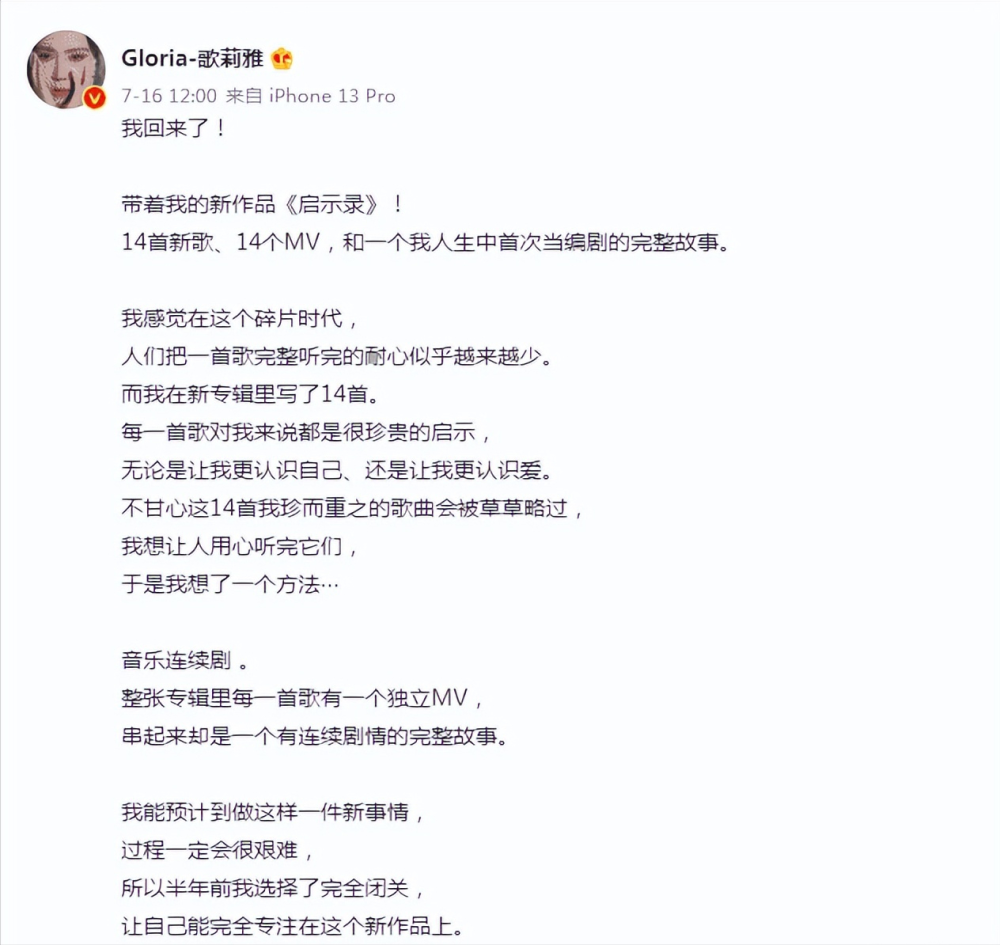 Gloria-歌莉雅
7-16 12:00 来自 iPhone 13 Pro
我回来了！
带着我的新作品《启示录》！
14首新歌、14个MV，和一个我人生中首次当编剧的完整故事。
我感觉在这个碎片时代，
人们把一首歌完整听完的耐心似乎越来越少。
而我在新专辑里写了14首。
每一首歌对我来说都是很珍贵的启示，
无论是让我更认识自己、还是让我更认识爱。
不甘心这14首我珍而重之的歌曲会被草草略过，
我想让人用心听完它们，
于是我想了一个方法…
音乐连续剧 。
整张专辑里每一首歌有一个独立MV，
串起来却是一个有连续剧情的完整故事。
我能预计到做这样一件新事情，
过程一定会很艰难，
所以半年前我选择了完全闭关，
让自己能完全专注在这个新作品上。